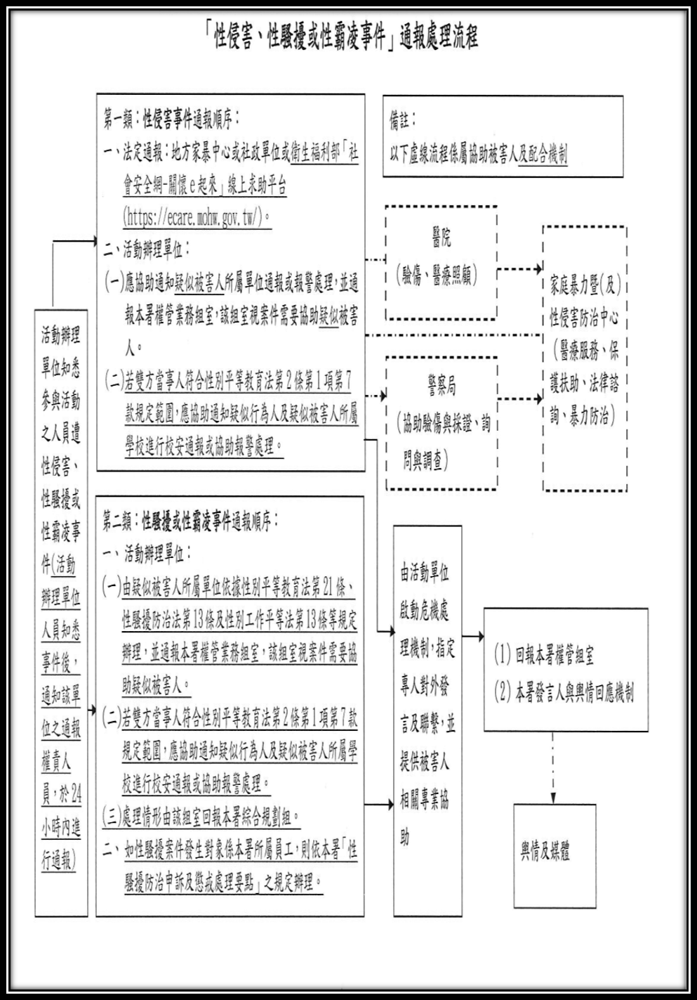 「性侵害、性騷擾或性霸凌事件」通報處理流程
第一類：性侵害事件通報順序：
一、法定通報：地方家暴中心或社政單位或衛生福利部「社
會安全網-關懷e起來」線上求助平台
(https://ecare.mohw.gov.tw/)。
二、活動辦理單位：
(一)應協助通知疑似被害人所屬單位通報或報警處理，並通
報本署權管業務組室，該組室視案件需要協助疑似被害
人。
(二)若雙方當事人符合性別平等教育法第2條第1項第7
款規定範圍，應協助通知疑似行為人及疑似被害人所屬
學校進行校安通報或協助報警處理。
備註：
以下虛線流程係屬協助被害人及配合機制
醫院
（驗傷、醫療照顧）
警察局
（協助驗傷與採證、詢
問與調查）
家庭暴力暨(及)
性侵害防治中心
（醫療服務、保
護扶助、法律諮
詢、暴力防治）
活動辦理
單位知悉
參與活動
之人員遭
性侵害、
性騷擾或
性霸凌事
件(活動
辦理單位
人員知悉
事件後，
通知該單
位之通報
權責人
員，於24
小時內進
行通報)
第二類：性騷擾或性霸凌事件通報順序：
一、活動辦理單位：
(一)由疑似被害人所屬單位依據性別平等教育法第21條、
性騷擾防治法第13條及性別工作平等法第13條等規定
辦理，並通報本署權管業務組室，該組室視案件需要協
助疑似被害人。
(二)若雙方當事人符合性別平等教育法第2條第1項第7款
規定範圍，應協助通知疑似行為人及疑似被害人所屬學
校進行校安通報或協助報警處理。
(三)處理情形由該組室回報本署綜合規劃組。
二、如性騷擾案件發生對象係本署所屬員工，則依本署「性
騷擾防治申訴及懲戒處理要點」之規定辦理。
由活動單位
啟動危機處
理機制，指定
專人對外發
言及聯繫，並
提供被害人
相關專業協
助
(1) 回報本署權管組室
(2) 本署發言人與輿情回應機制
輿情及媒體